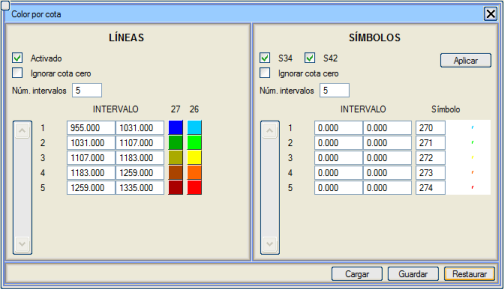 Color por cota
LÍNEAS
Activado
Ignorar cota cero
Núm. intervalos 5
INTERVALO 27 26
1 955.000 1031.000
2 1031.000 1107.000
3 1107.000 1183.000
4 1183.000 1259.000
5 1259.000 1335.000
SÍMBOLOS
S34 S42 Aplicar
Ignorar cota cero
Núm. intervalos 5
INTERVALO Símbolo
1 0.000 0.000 270
2 0.000 0.000 271
3 0.000 0.000 272
4 0.000 0.000 273
5 0.000 0.000 274
Cargar Guardar Restaurar